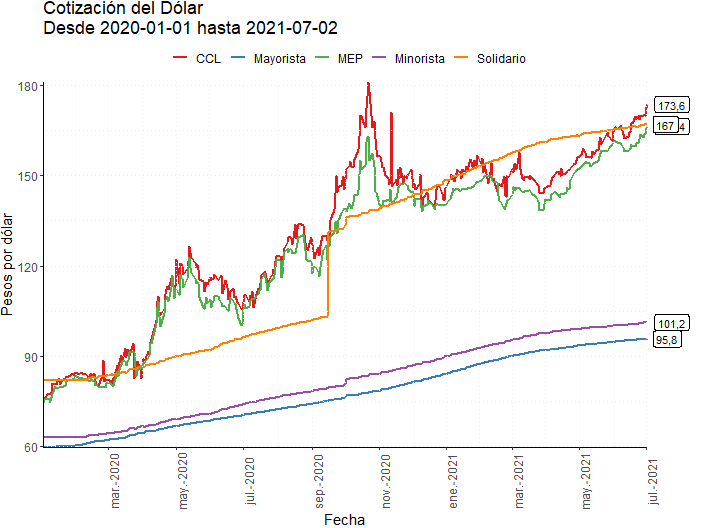 Cotización del Dólar
Desde 2020-01-01 hasta 2021-07-02
CCL Mayorista MEP Minorista Solidario
Pesos por dólar
180
150
120
90
60
173,6
167,
4
101,2
95,8
mar.-2020
may.-2020
jul.-2020
sep.-2020
nov.-2020
ene.-2021
mar.-2021
may.-2021
jul.-2021
Fecha